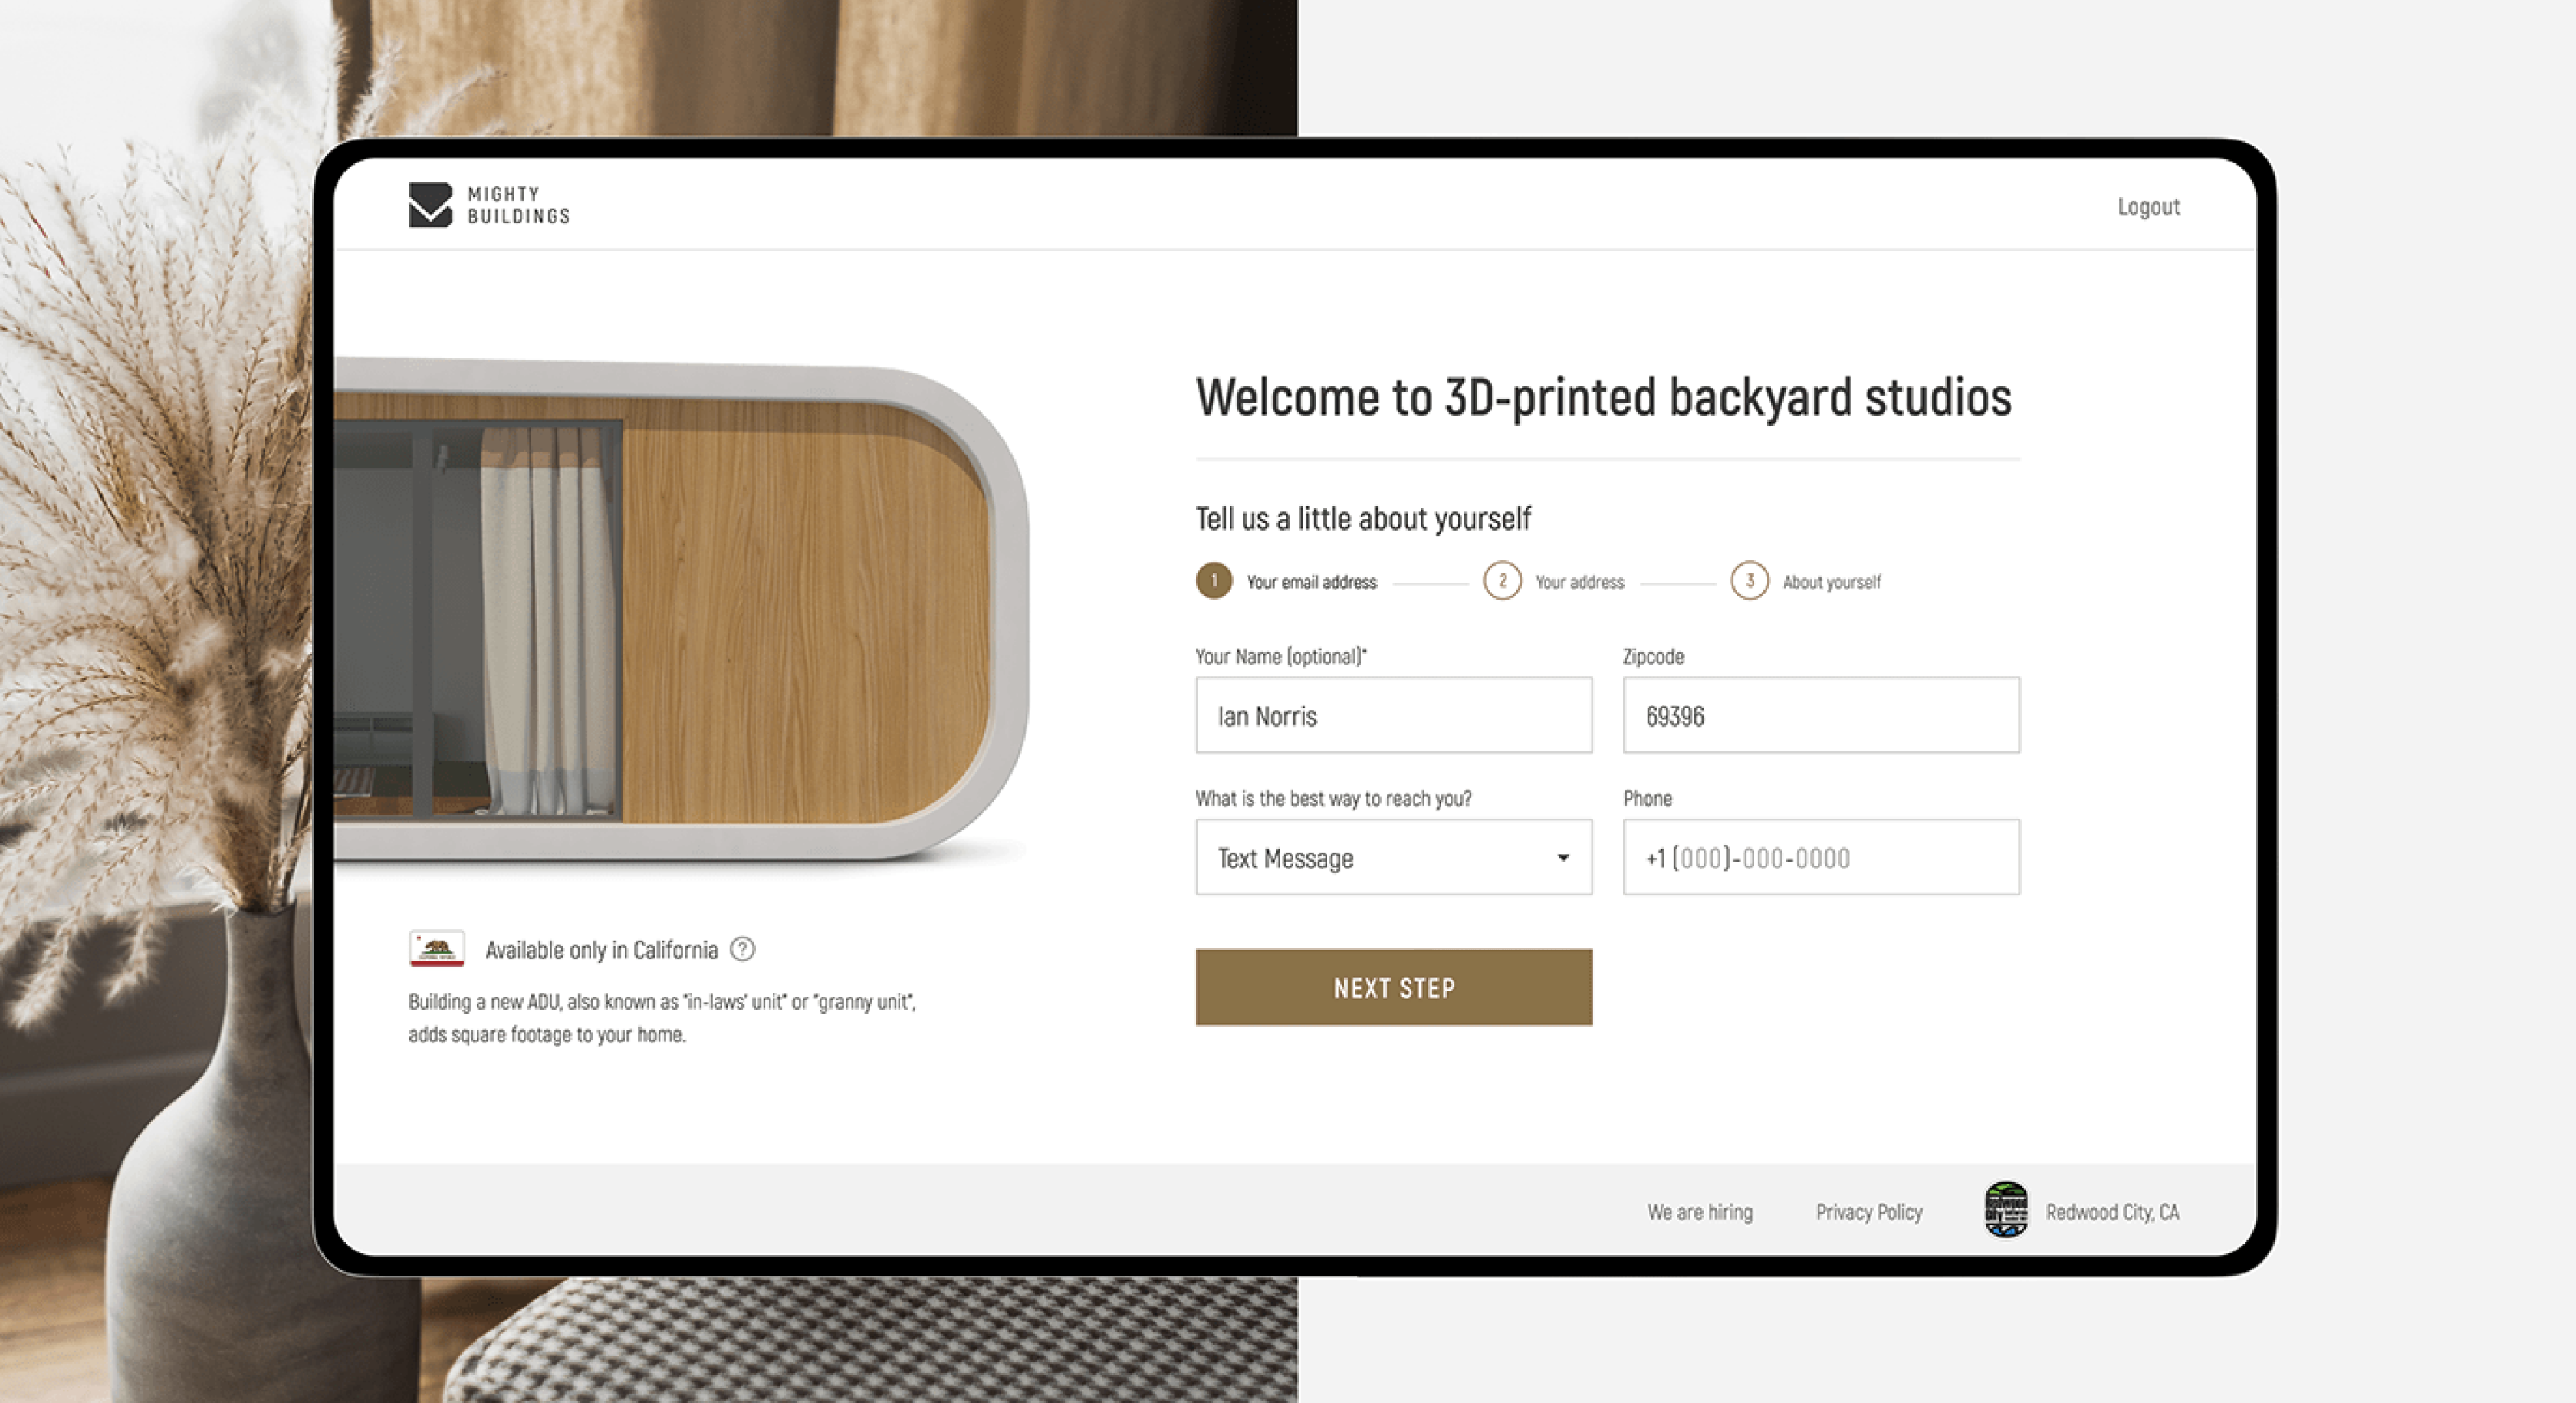 MIGHTY
BUILDINGS
Logout
Welcome to 3D-printed backyard studios
Tell us a little about yourself
1 Your email address 2 Your address 3 About yourself
Your Name (optional)* Zipcode
Ian Norris 69396
What is the best way to reach you? Phone
Text Message +1 (000)-000-0000
NEXT STEP
Available only in California ?
Building a new ADU, also known as "in-laws' unit" or "granny unit",
adds square footage to your home.
We are hiring Privacy Policy Redwood City Redwood City, CA